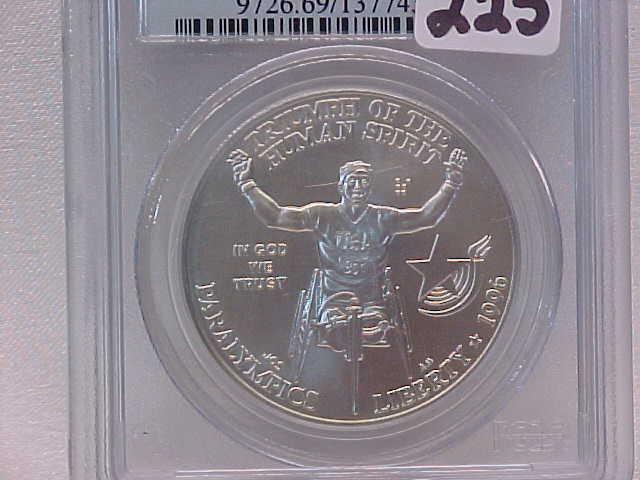 9726.69/1377
225
TRIUMPH OF THE
HUMAN SPIRIT
IN GOD
WE
TRUST
USA
PARALYMPICS
LIBERTY
1996